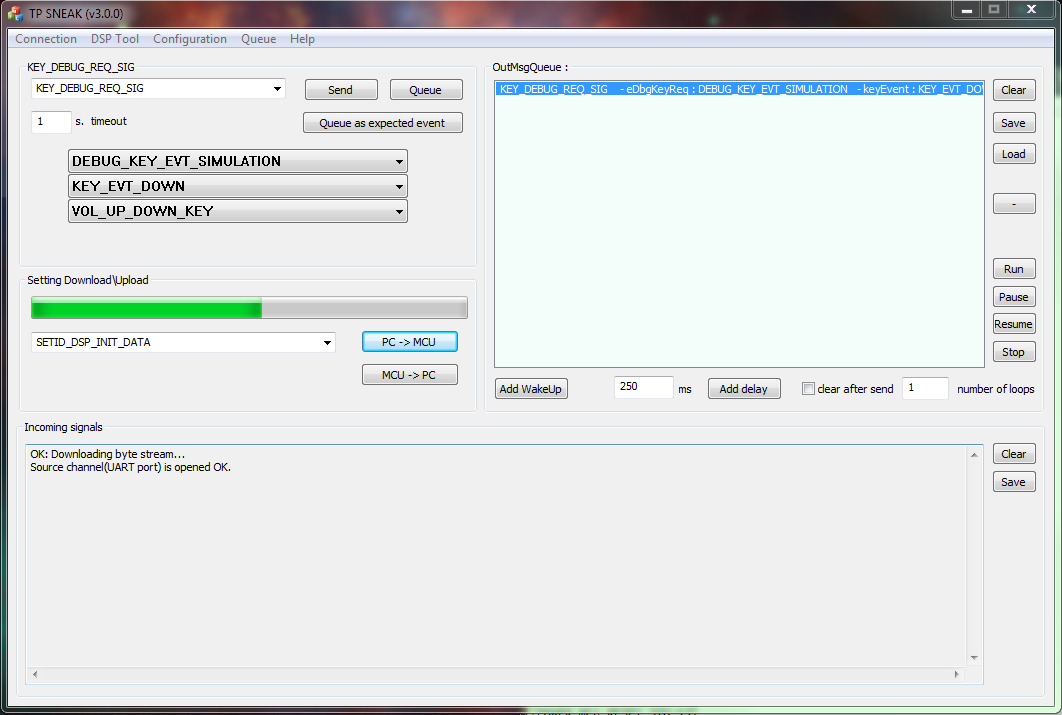 TP SNEAK (v3.0.0)
Connection DSP Tool Configuration Queue Help
KEY_DEBUG_REQ_SIG
KEY_DEBUG_REQ_SIG
Send
Queue
1 s. timeout
Queue as expected event
DEBUG_KEY_EVT_SIMULATION
KEY_EVT_DOWN
VOL_UP_DOWN_KEY
Setting Download\Upload
SETID_DSP_INIT_DATA
PC -> MCU
MCU -> PC
OutMsgQueue :
KEY_DEBUG_REQ_SIG - eDbgKeyReq : DEBUG_KEY_EVT_SIMULATION - keyEvent : KEY_EVT_DOW
Clear
Save
Load
-
Run
Pause
Resume
Stop
Add WakeUp
250 ms
Add delay
clear after send
1 number of loops
Incoming signals
OK: Downloading byte stream...
Source channel(UART port) is opened OK.
Clear
Save